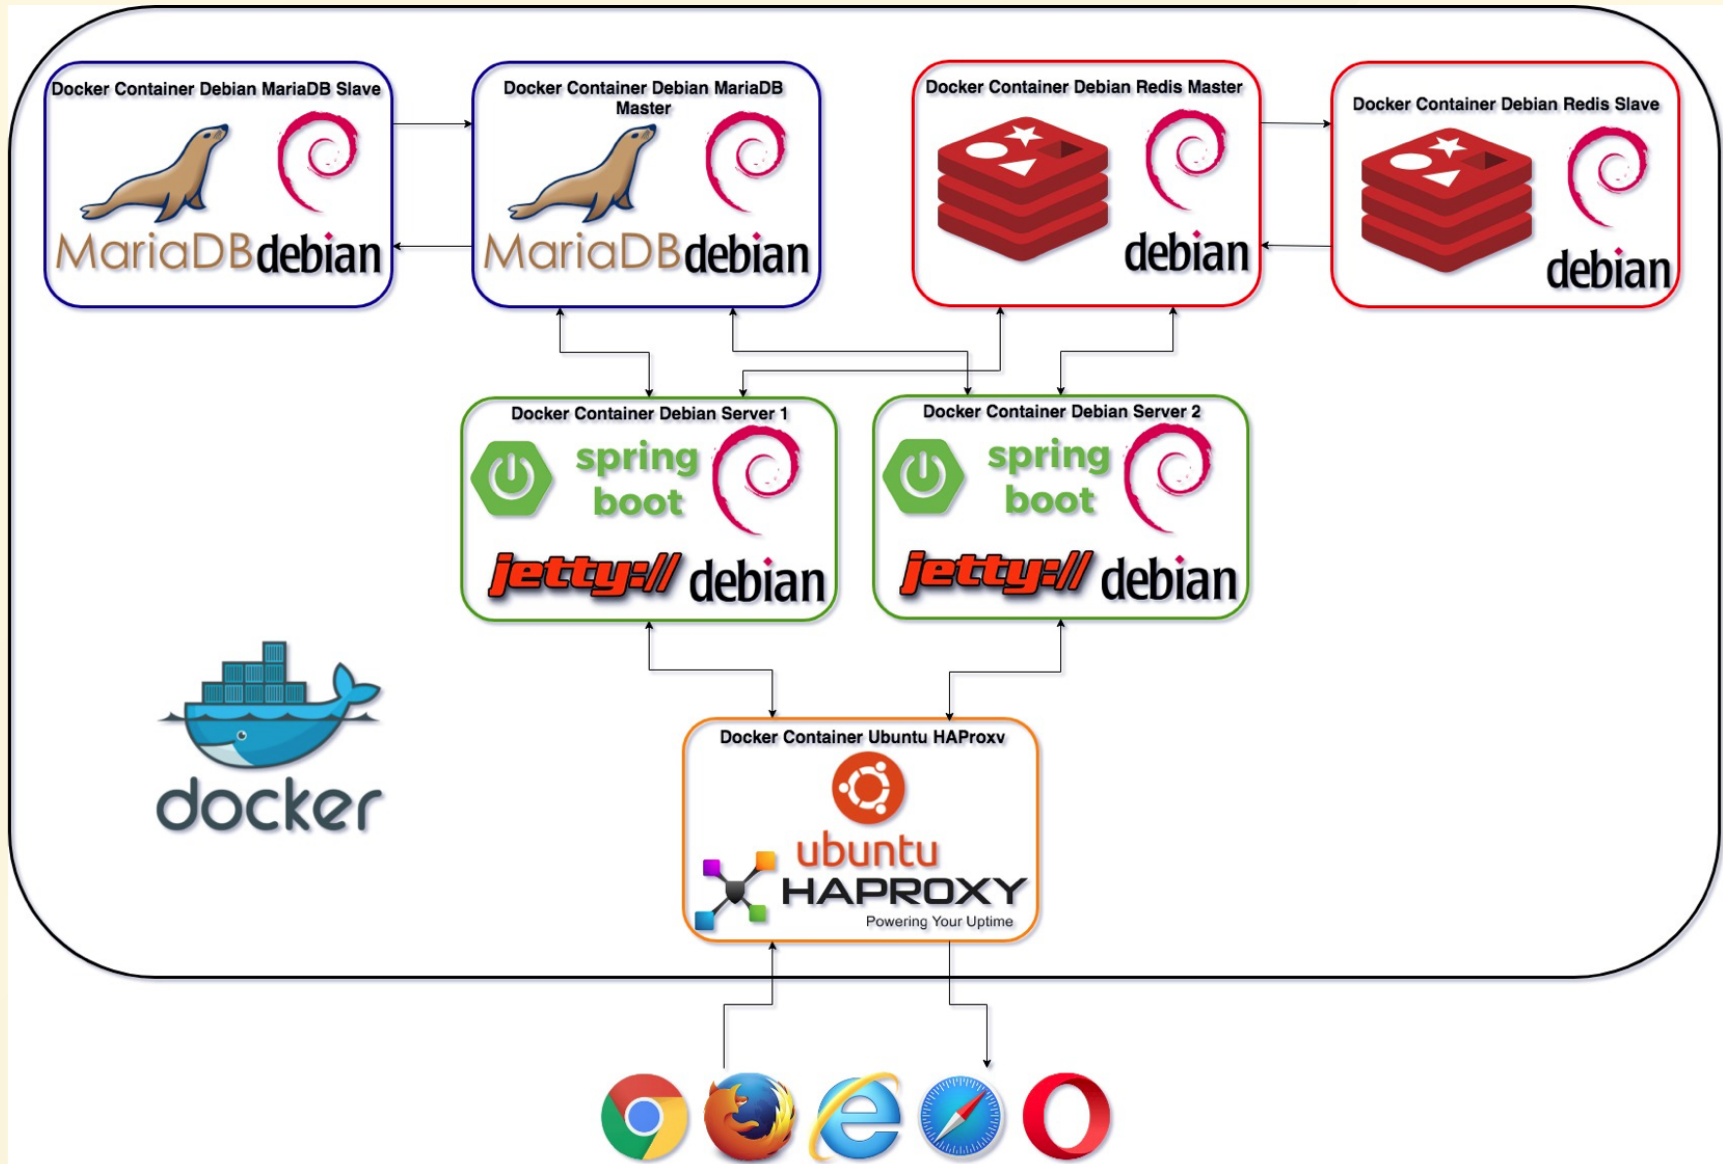 Docker Container Debian MariaDB Slave
MariaDB
debian
Docker Container Debian MariaDB
Master
MariaDB
debian
Docker Container Debian Redis Master
debian
Docker Container Debian Redis Slave
debian
Docker Container Debian Server 1
spring
boot
jetty://
debian
Docker Container Debian Server 2
spring
boot
jetty://
debian
docker
Docker Container Ubuntu HAProxy
ubuntu
HAPROXY
Powering Your Uptime